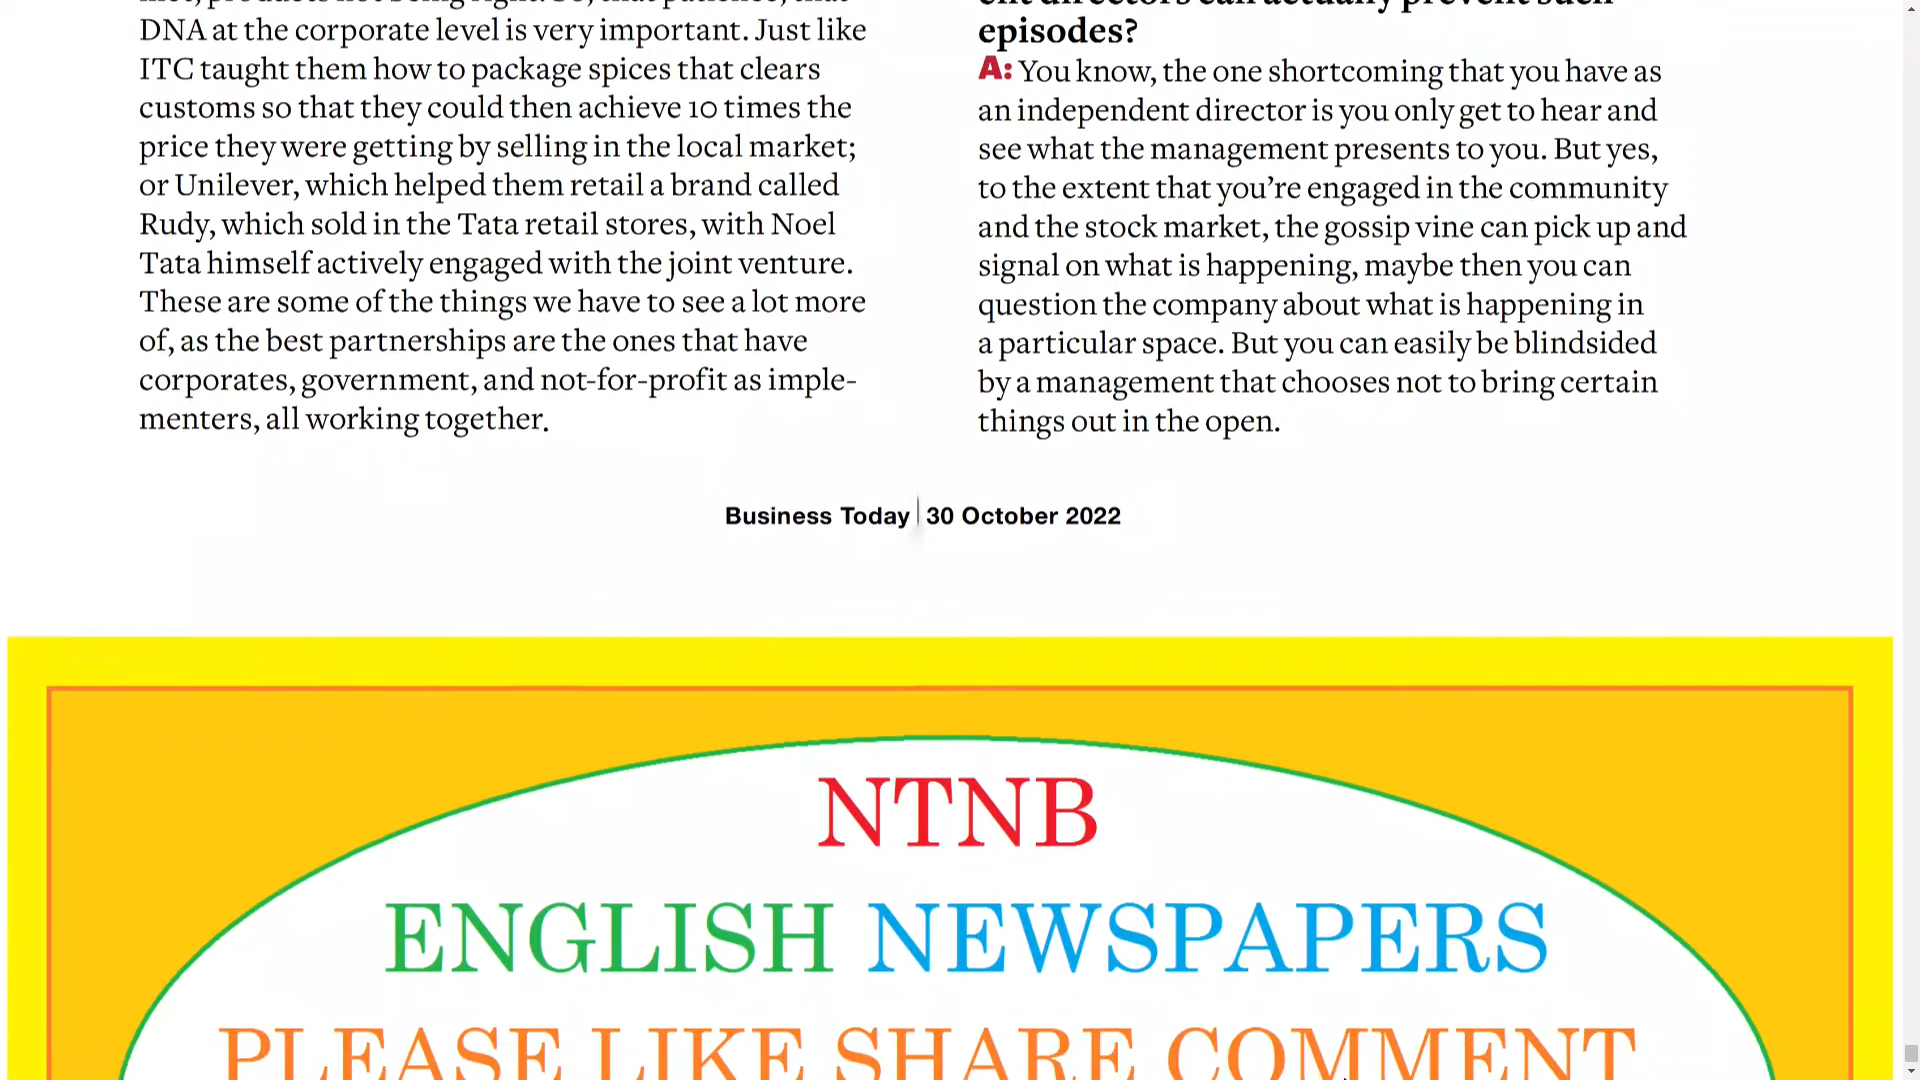 DNA at the corporate level is very important. Just like
ITC taught them how to package spices that clears
customs so that they could then achieve 10 times the
price they were getting by selling in the local market;
or Unilever, which helped them retail a brand called
Rudy, which sold in the Tata retail stores, with Noel
Tata himself actively engaged with the joint venture.
These are some of the things we have to see a lot more
of, as the best partnerships are the ones that have
corporates, government, and not-for-profit as imple-
menters, all working together.
ent directors can actually prevent such
episodes?
A: You know, the one shortcoming that you have as
an independent director is you only get to hear and
see what the management presents to you. But yes,
to the extent that you're engaged in the community
and the stock market, the gossip vine can pick up and
signal on what is happening, maybe then you can
question the company about what is happening in
a particular space. But you can easily be blindsided
by a management that chooses not to bring certain
things out in the open.
Business Today | 30 October 2022
NTNB
ENGLISH NEWSPAPERS
PLEASE LIKE SHARE COMMENT